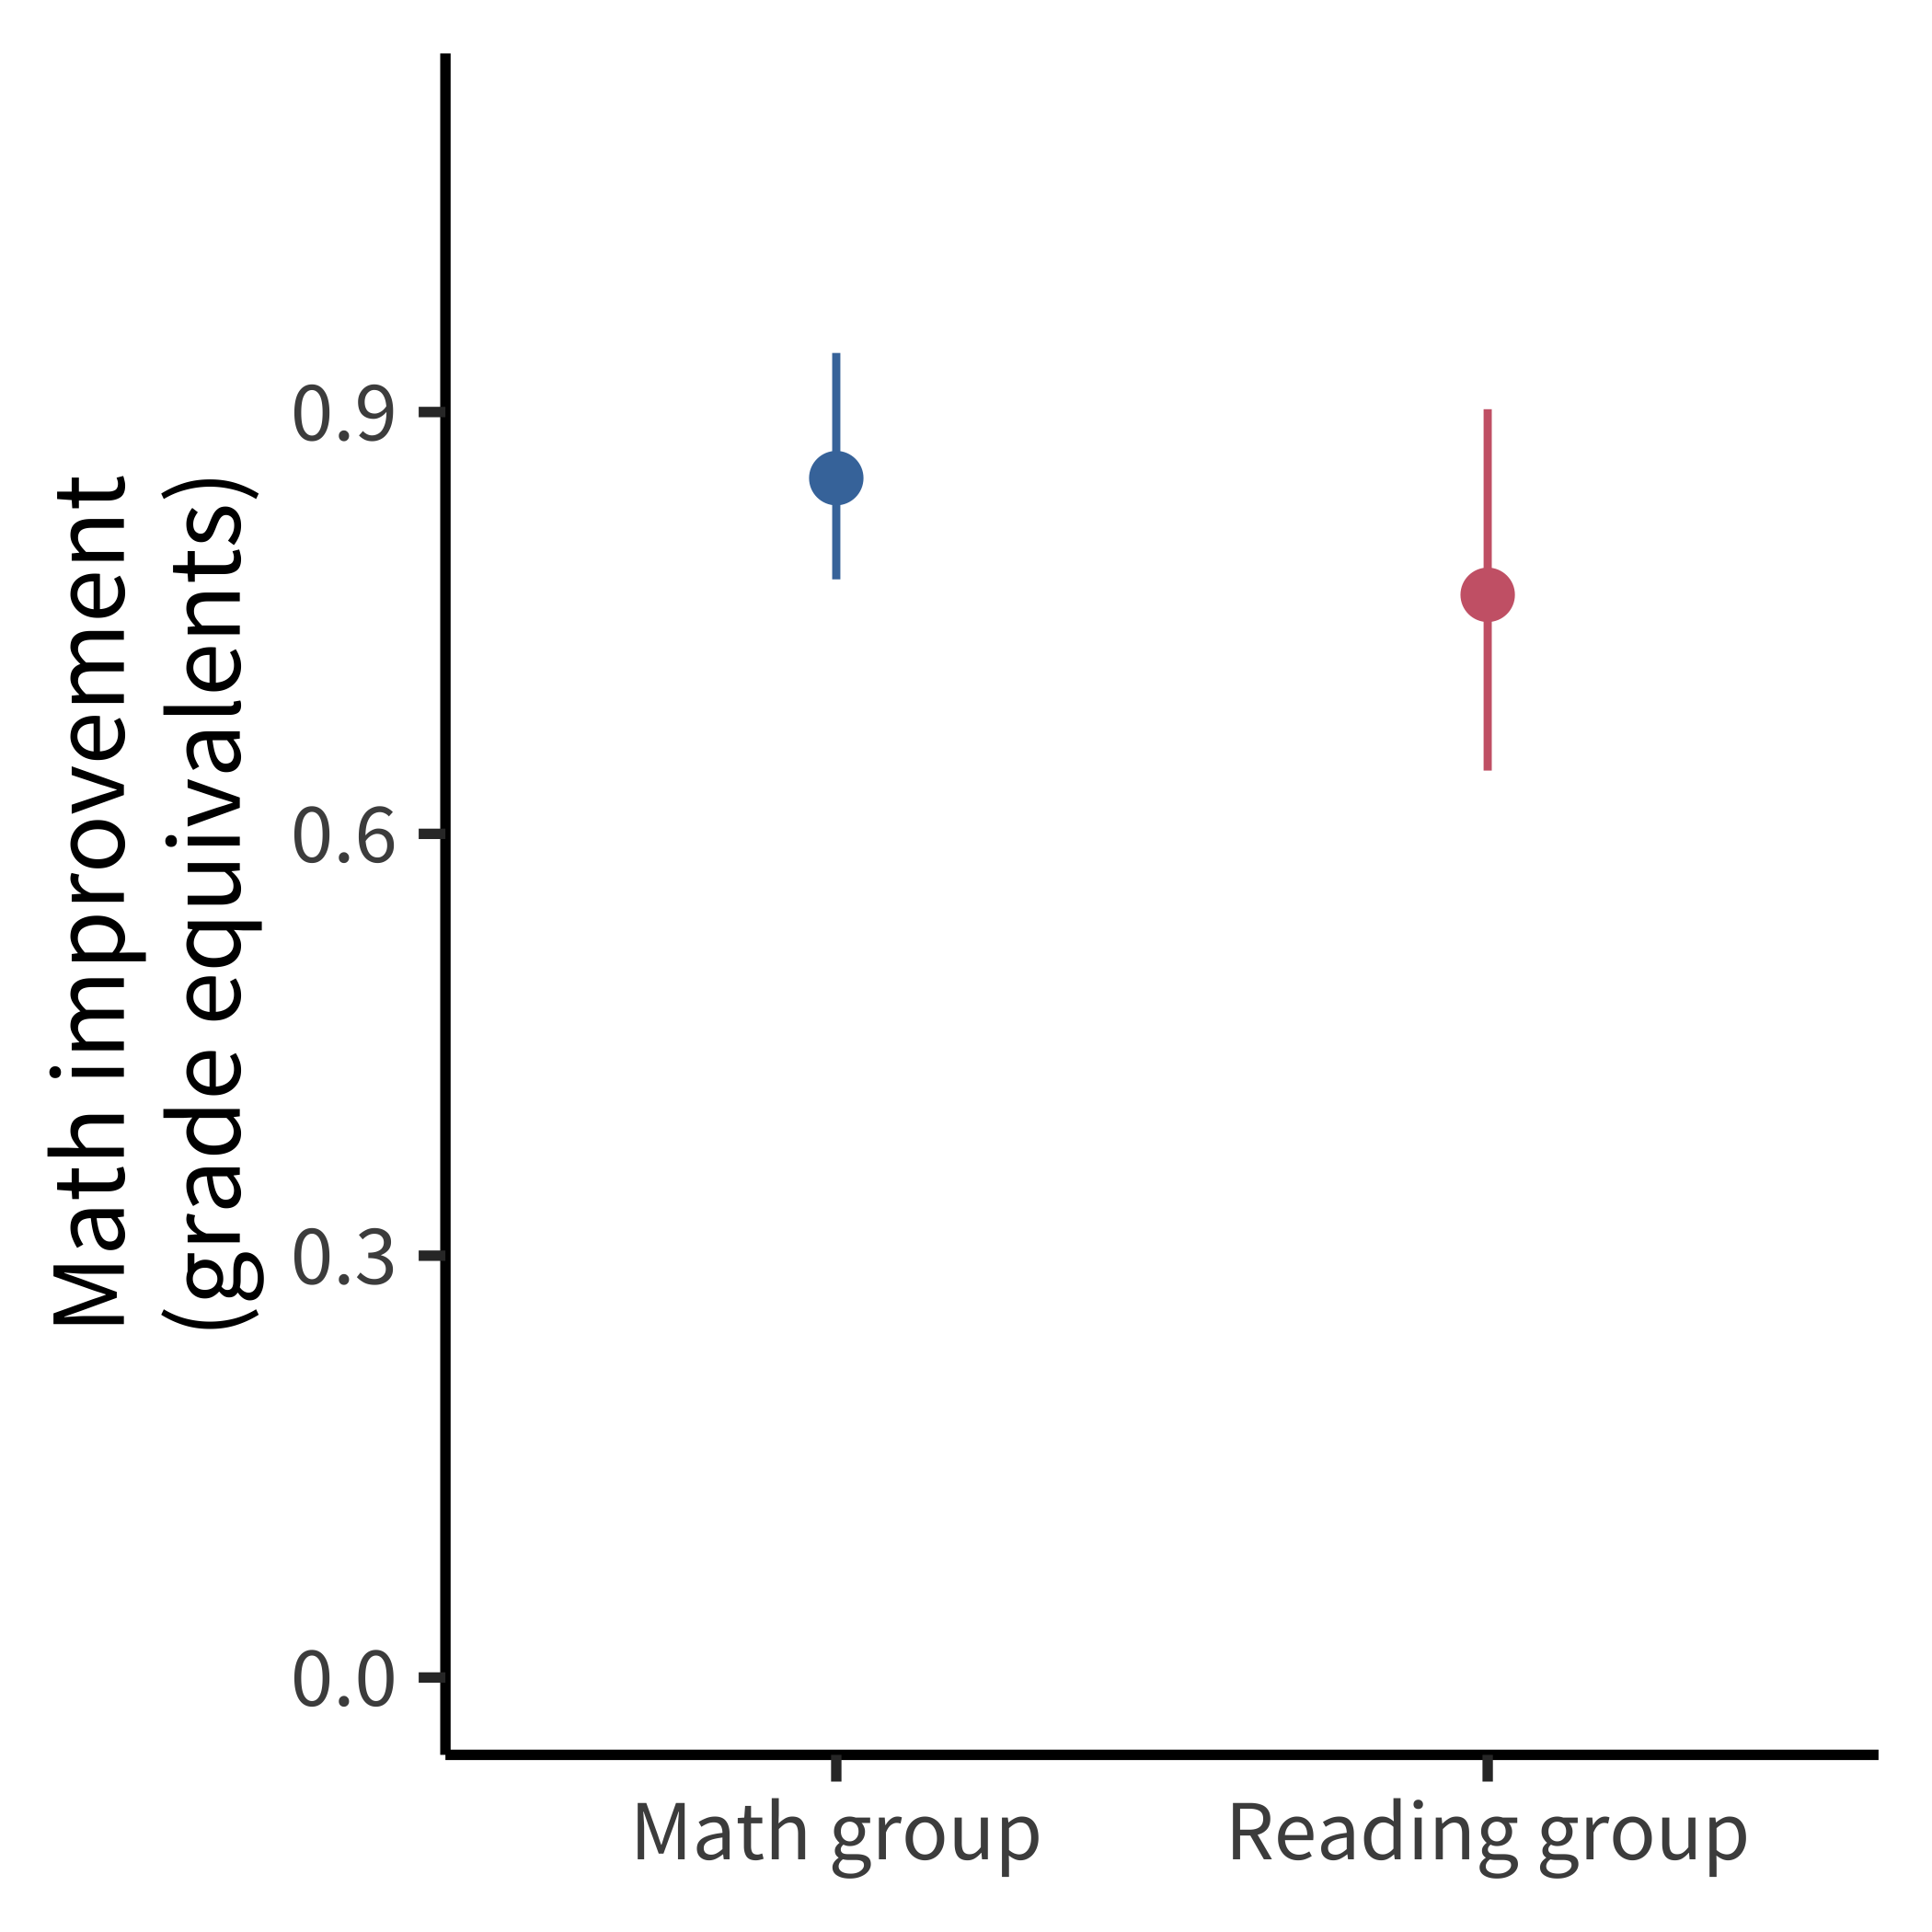 Math improvement
(grade equivalents)
0.9
0.6
0.3
0.0
Math group
Reading group